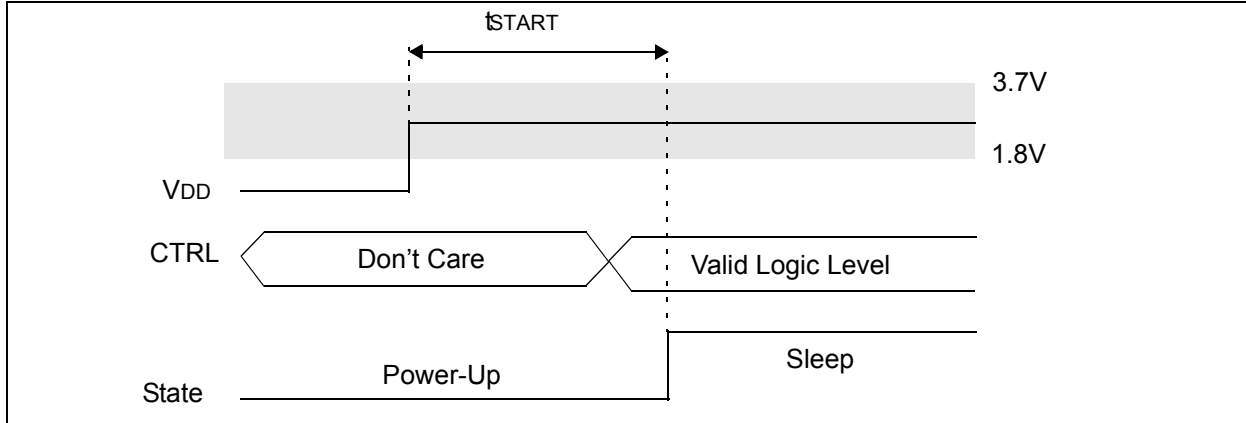 tSTART
3.7V
1.8V
VDD
CTRL
Don't Care
Valid Logic Level
Sleep
Power-Up
State